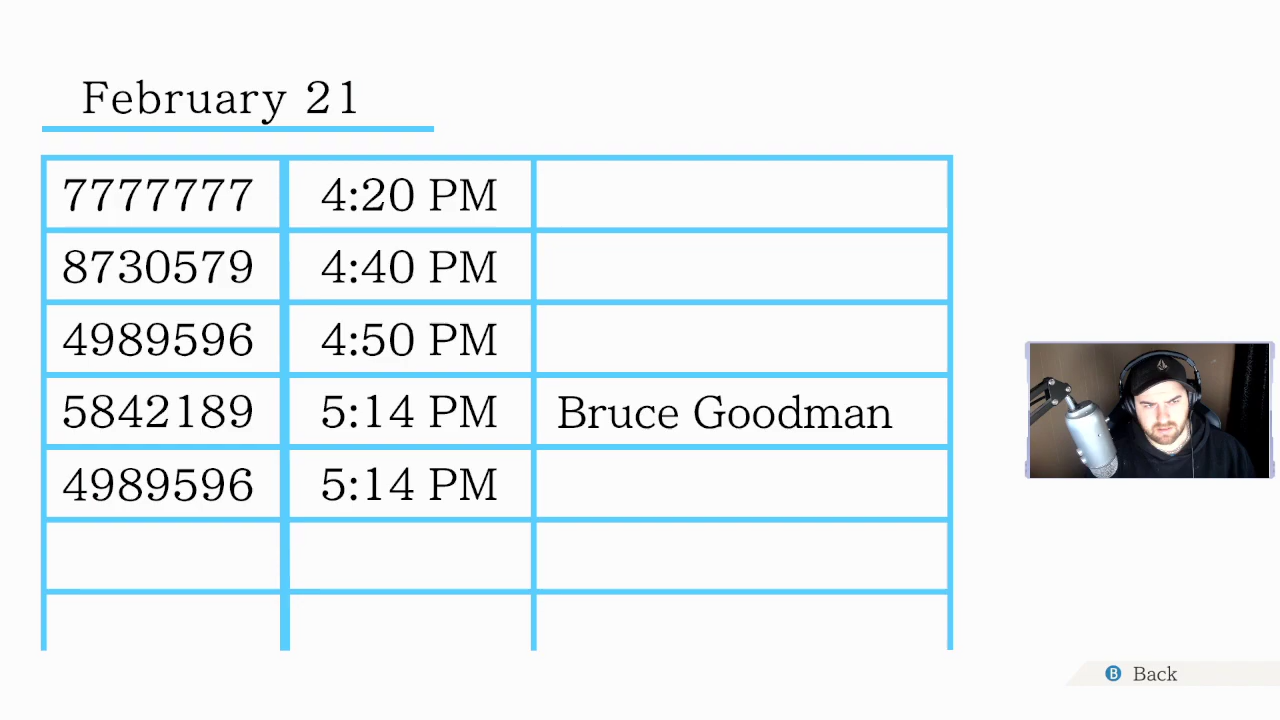 February 21
7777777 4:20 PM
8730579 4:40 PM
4989596 4:50 PM
5842189 5:14 PM Bruce Goodman
4989596 5:14 PM
B Back